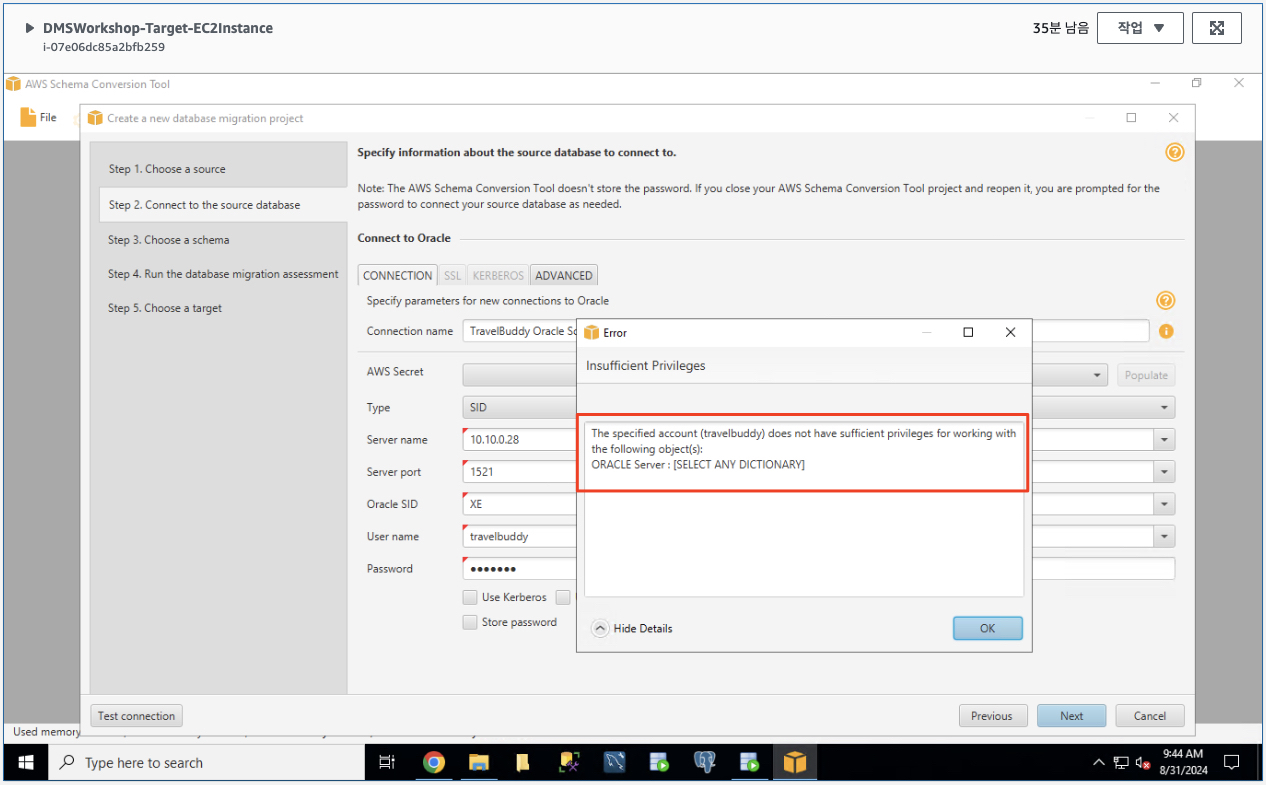 DMSWorkshop-Target-EC2Instance
i-07e06dc85a2bfb259
35분 남음
작업
AWS Schema Conversion Tool
File
Create a new database migration project
Step 1. Choose a source
Step 2. Connect to the source database
Step 3. Choose a schema
Step 4. Run the database migration assessment
Step 5. Choose a target
Specify information about the source database to connect to.
Note: The AWS Schema Conversion Tool doesn't store the password. If you close your AWS Schema Conversion Tool project and reopen it, you are prompted for the
password to connect your source database as needed.
Connect to Oracle
CONNECTION SSL KERBEROS ADVANCED
Specify parameters for new connections to Oracle
Connection name TravelBuddy Oracle
AWS Secret Populate
Type SID
Server name 10.10.0.28
Server port 1521
Oracle SID XE
User name travelbuddy
Password •••••••
Use Kerberos
Store password
Error
Insufficient Privileges
The specified account (travelbuddy) does not have sufficient privileges for working with
the following object(s):
ORACLE Server : [SELECT ANY DICTIONARY]
Hide Details
OK
Test connection
Previous Next Cancel
Used memory
Type here to search
9:44 AM
8/31/2024